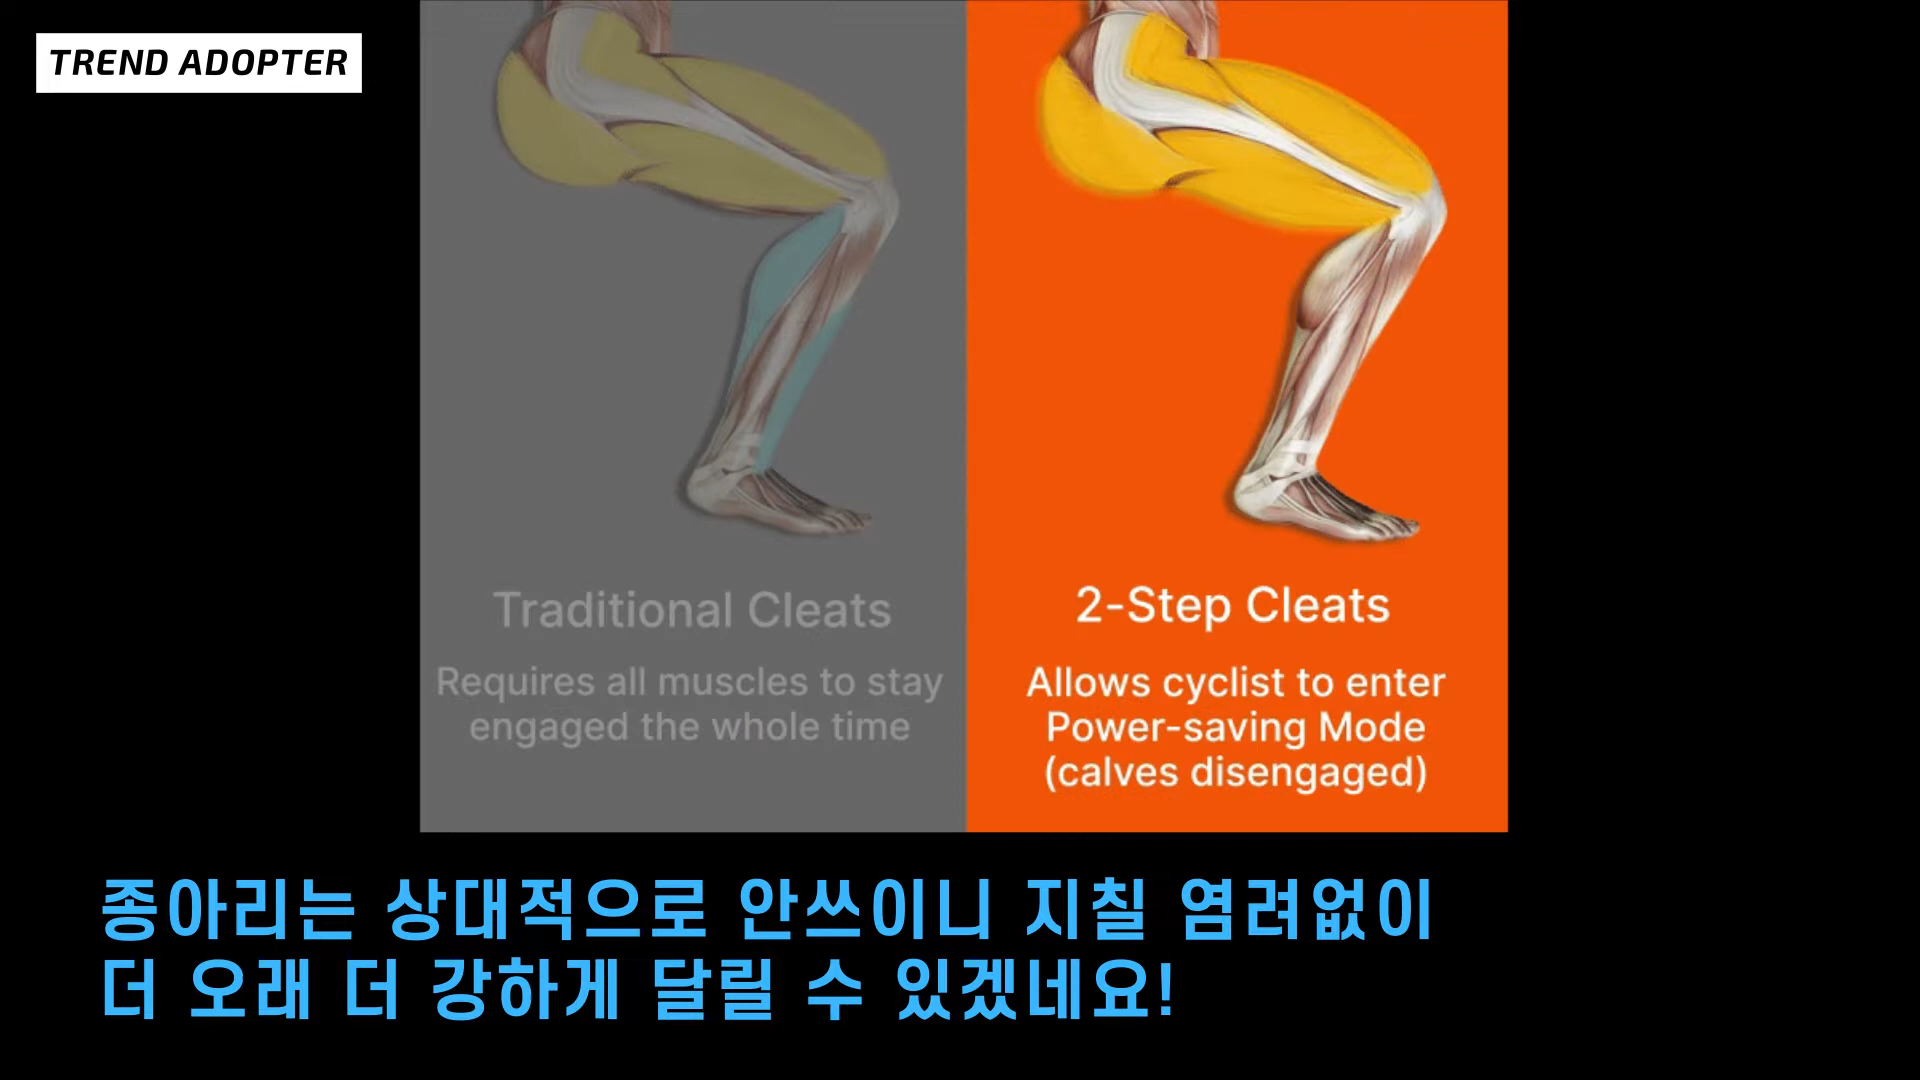 TREND ADOPTER
Traditional Cleats
Requires all muscles to stay
engaged the whole time
2-Step Cleats
Allows cyclist to enter
Power-saving Mode
(calves disengaged)
종아리는 상대적으로 안쓰이니 지칠 염려없이
더 오래 더 강하게 달릴 수 있겠네요!